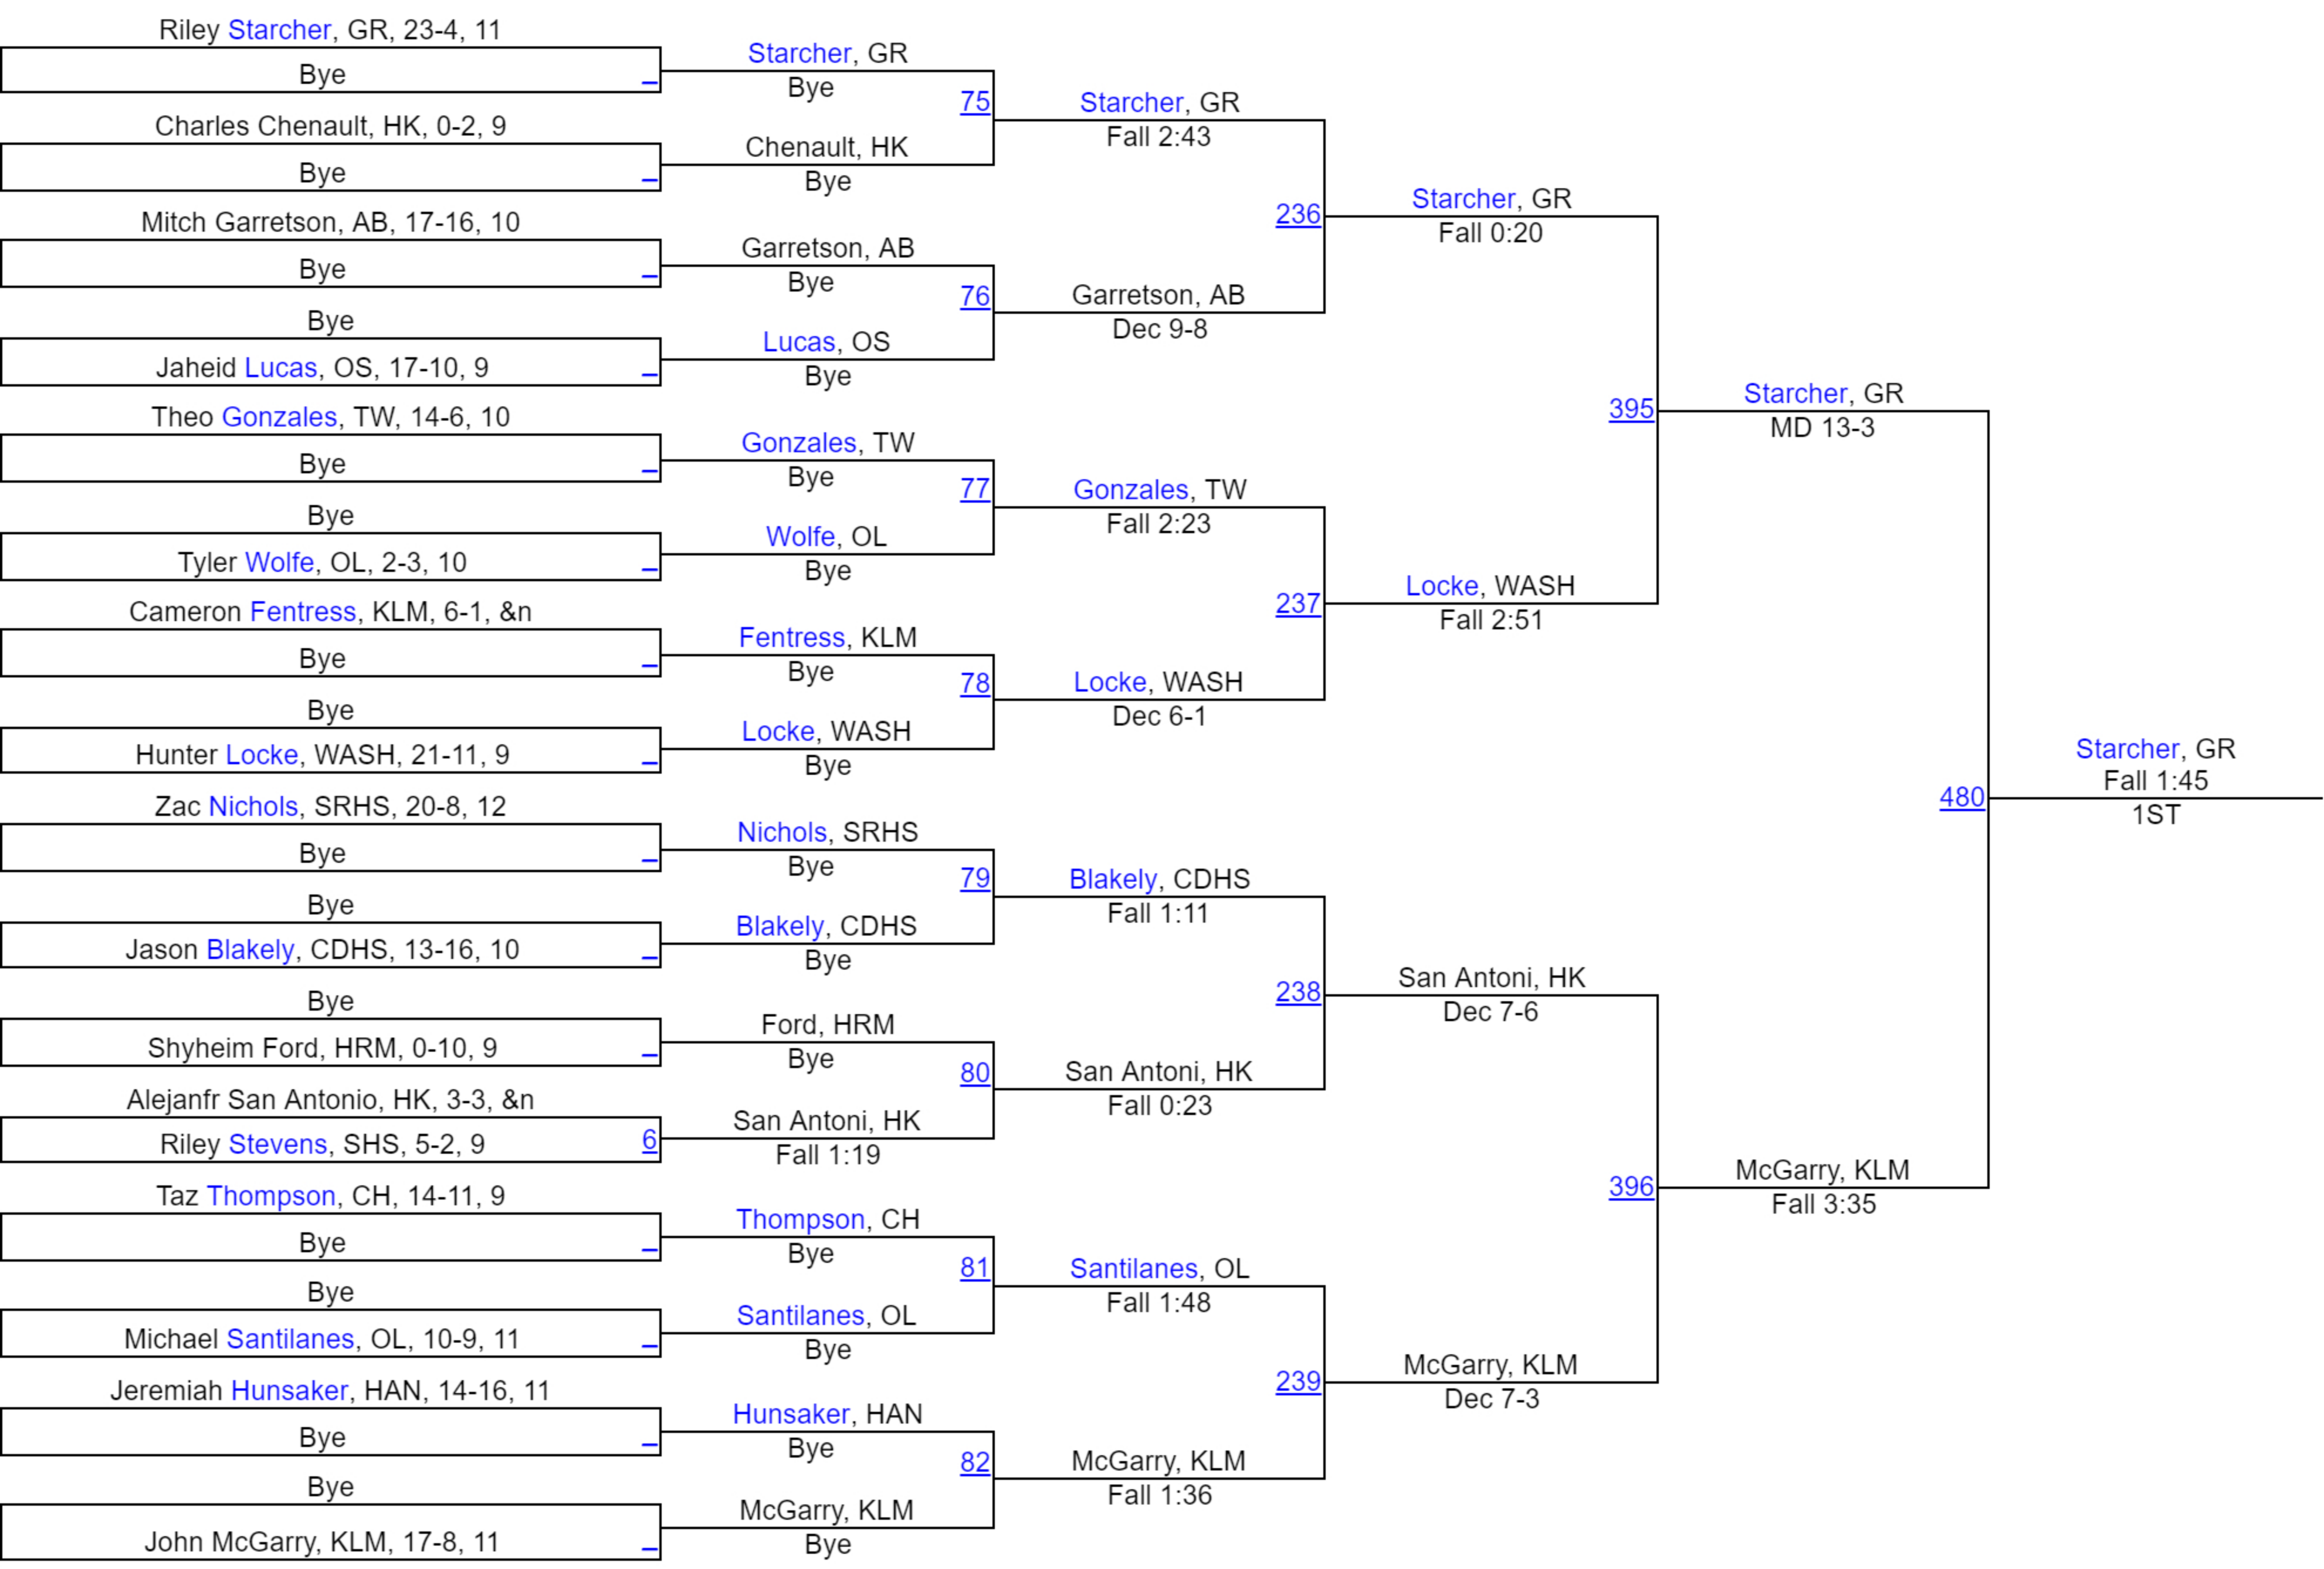 Riley Starcher, GR, 23-4, 11
Bye
Charles Chenault, HK, 0-2, 9
Bye
Mitch Garretson, AB, 17-16, 10
Bye
Bye
Jaheid Lucas, OS, 17-10, 9
Theo Gonzales, TW, 14-6, 10
Bye
Bye
Tyler Wolfe, OL, 2-3, 10
Cameron Fentress, KLM, 6-1, &n
Bye
Bye
Hunter Locke, WASH, 21-11, 9
Zac Nichols, SRHS, 20-8, 12
Bye
Bye
Jason Blakely, CDHS, 13-16, 10
Bye
Shyheim Ford, HRM, 0-10, 9
Alejanfr San Antonio, HK, 3-3, &n
Riley Stevens, SHS, 5-2, 9
6
Taz Thompson, CH, 14-11, 9
Bye
Bye
Michael Santilanes, OL, 10-9, 11
Jeremiah Hunsaker, HAN, 14-16, 11
Bye
Bye
John McGarry, KLM, 17-8, 11
Starcher, GR
Bye
75
Chenault, HK
Bye
Garretson, AB
Bye
76
Lucas, OS
Bye
Gonzales, TW
Bye
77
Wolfe, OL
Bye
Fentress, KLM
Bye
78
Locke, WASH
Bye
Nichols, SRHS
Bye
79
Blakely, CDHS
Bye
Ford, HRM
Bye
80
San Antoni, HK
Fall 1:19
Thompson, CH
Bye
81
Santilanes, OL
Bye
Hunsaker, HAN
Bye
82
McGarry, KLM
Bye
Starcher, GR
Fall 2:43
236
Garretson, AB
Dec 9-8
Gonzales, TW
Fall 2:23
237
Locke, WASH
Dec 6-1
Blakely, CDHS
Fall 1:11
238
San Antoni, HK
Fall 0:23
Santilanes, OL
Fall 1:48
239
McGarry, KLM
Fall 1:36
Starcher, GR
Fall 0:20
395
Locke, WASH
Fall 2:51
San Antoni, HK
Dec 7-6
396
McGarry, KLM
Dec 7-3
Starcher, GR
MD 13-3
480
McGarry, KLM
Fall 3:35
Starcher, GR
Fall 1:45
1ST